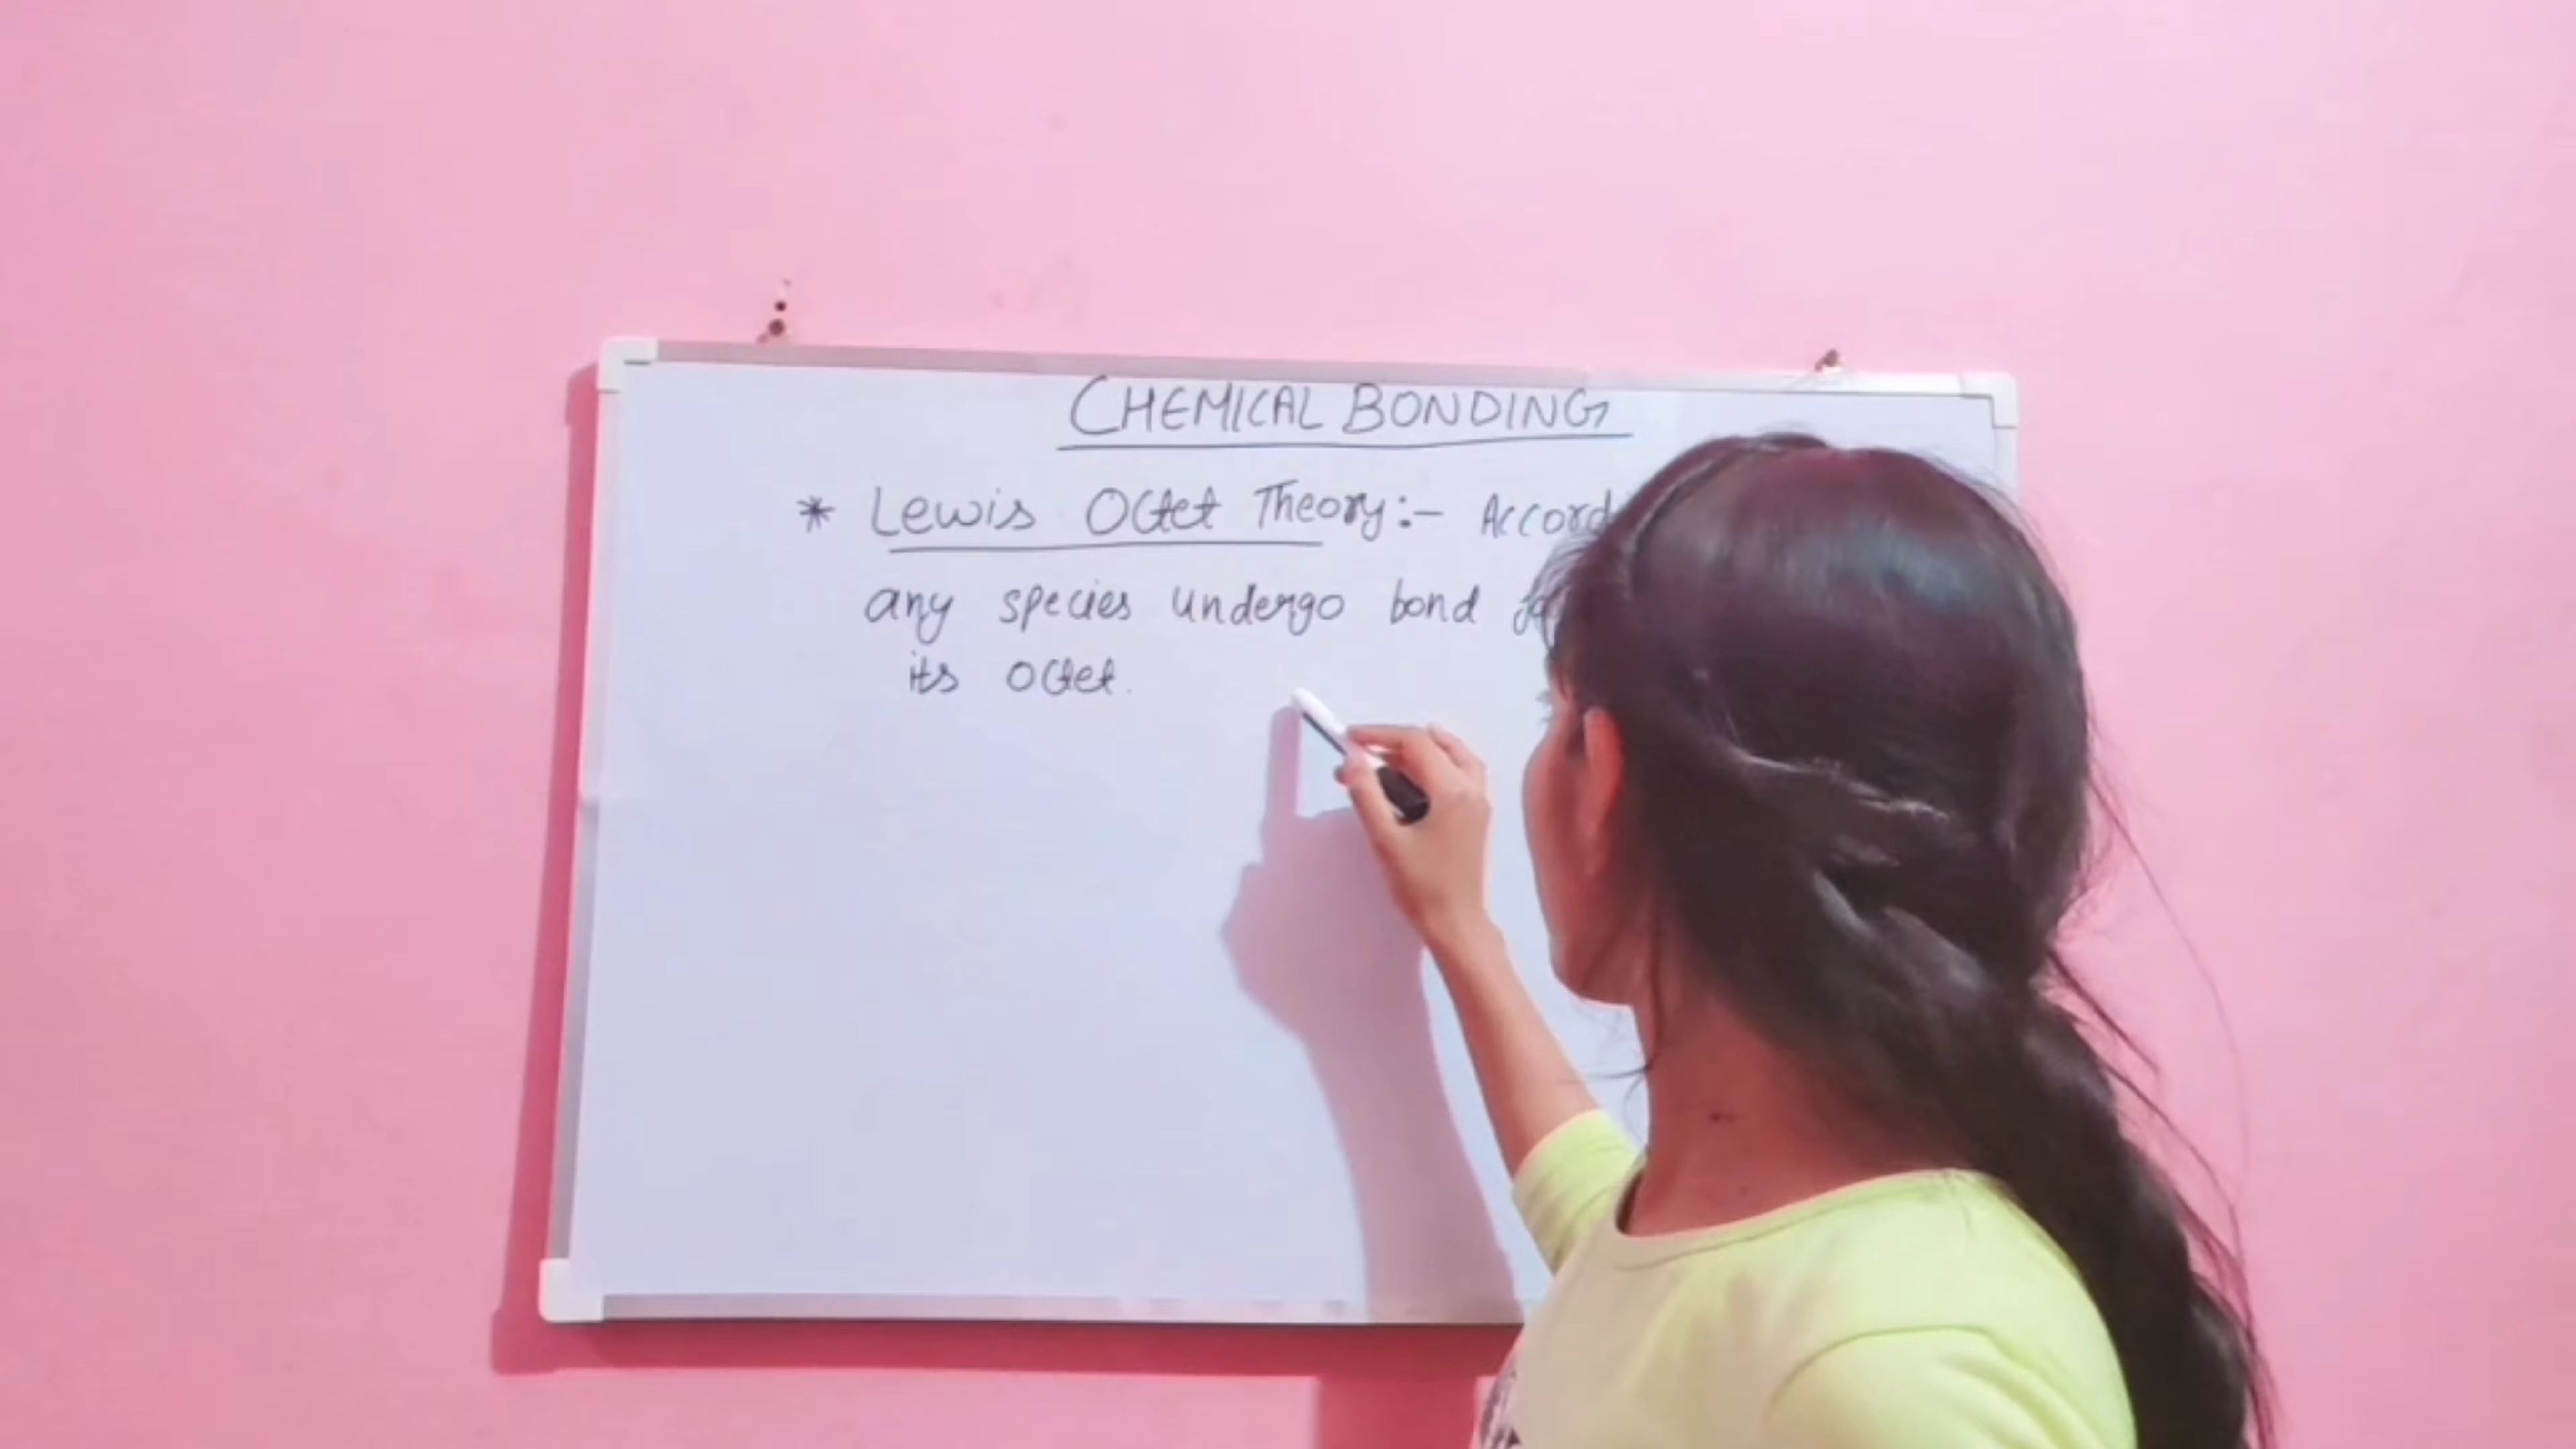 CHEMICAL BONDING
* Lewis Octet Theory:- Accord
any species undergo bond
its Octet.